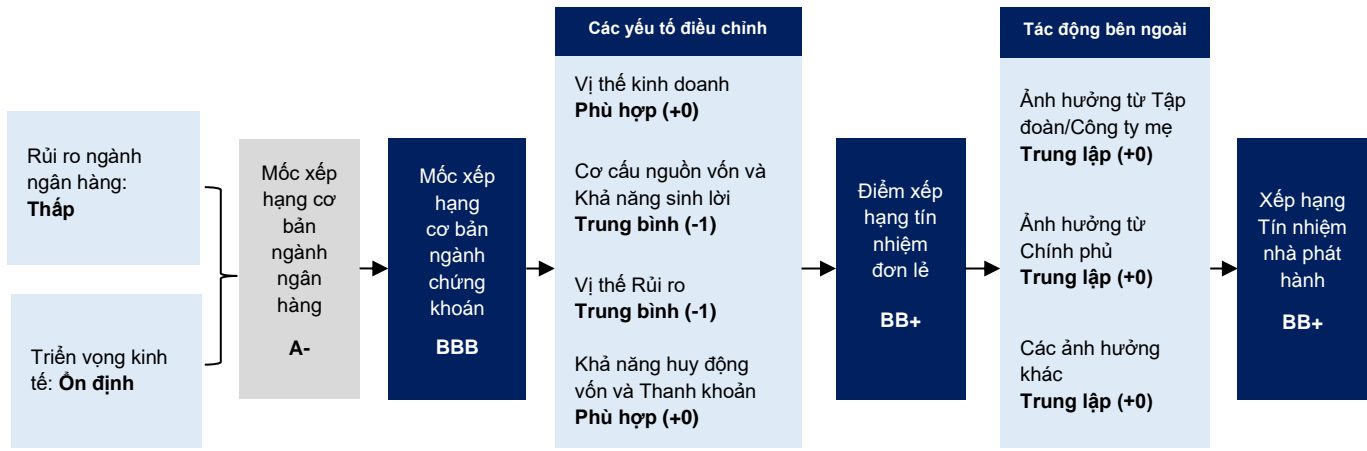 Rủi ro ngành
ngân hàng:
Thấp
Triển vọng kinh
tế: Ổn định
Mốc xếp
hạng cơ
bản
ngành
ngân
hàng
A-
Mốc xếp
hạng
cơ bản
ngành
chứng
khoán
BBB
Các yếu tố điều chỉnh
Vị thế kinh doanh
Phù hợp (+0)
Cơ cấu nguồn vốn và
Khả năng sinh lời
Trung bình (-1)
Vị thế Rủi ro
Trung bình (-1)
Khả năng huy động
vốn và Thanh khoản
Phù hợp (+0)
Điểm xếp
hạng tín
nhiệm
đơn lẻ
BB+
Tác động bên ngoài
Ảnh hưởng từ Tập
đoàn/Công ty mẹ
Trung lập (+0)
Ảnh hưởng từ
Chính phủ
Trung lập (+0)
Các ảnh hưởng
khác
Trung lập (+0)
Xếp hạng
Tín nhiệm
nhà phát
hành
BB+